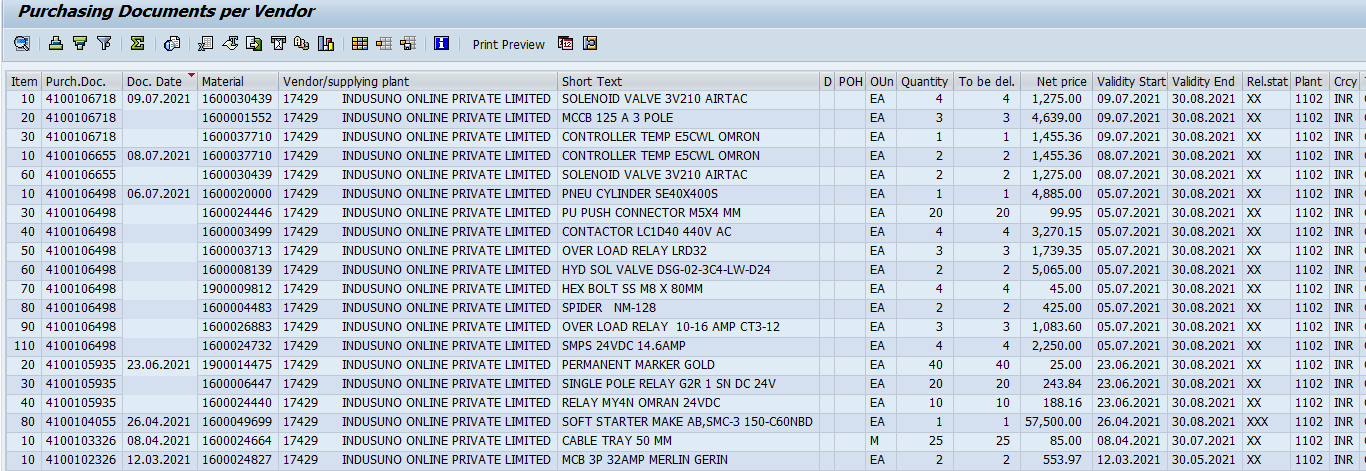 Purchasing Documents per Vendor
Print Preview
Item Purch.Doc. Doc. Date Material Vendor/supplying plant Short Text D POH OUn Quantity To be del. Net price Validity Start Validity End Rel.stat Plant Crcy
10 4100106718 09.07.2021 1600030439 17429 INDUSUNO ONLINE PRIVATE LIMITED SOLENOID VALVE 3V210 AIRTAC EA 4 4 1,275.00 09.07.2021 30.08.2021 XX 1102 INR
20 4100106718 1600001552 17429 INDUSUNO ONLINE PRIVATE LIMITED MCCB 125 A 3 POLE EA 3 3 4,639.00 09.07.2021 30.08.2021 XX 1102 INR
30 4100106718 1600037710 17429 INDUSUNO ONLINE PRIVATE LIMITED CONTROLLER TEMP E5CWL OMRON EA 1 1 1,455.36 09.07.2021 30.08.2021 XX 1102 INR
10 4100106655 08.07.2021 1600037710 17429 INDUSUNO ONLINE PRIVATE LIMITED CONTROLLER TEMP E5CWL OMRON EA 2 2 1,455.36 08.07.2021 30.08.2021 XX 1102 INR
60 4100106655 1600030439 17429 INDUSUNO ONLINE PRIVATE LIMITED SOLENOID VALVE 3V210 AIRTAC EA 2 2 1,275.00 08.07.2021 30.08.2021 XX 1102 INR
10 4100106498 06.07.2021 1600020000 17429 INDUSUNO ONLINE PRIVATE LIMITED PNEU CYLINDER SE40X400S EA 1 1 4,885.00 05.07.2021 30.08.2021 XX 1102 INR
30 4100106498 1600024446 17429 INDUSUNO ONLINE PRIVATE LIMITED PU PUSH CONNECTOR M5X4 MM EA 20 20 99.95 05.07.2021 30.08.2021 XX 1102 INR
40 4100106498 1600003499 17429 INDUSUNO ONLINE PRIVATE LIMITED CONTACTOR LC1D40 440V AC EA 4 4 3,270.15 05.07.2021 30.08.2021 XX 1102 INR
50 4100106498 1600003713 17429 INDUSUNO ONLINE PRIVATE LIMITED OVER LOAD RELAY LRD32 EA 3 3 1,739.35 05.07.2021 30.08.2021 XX 1102 INR
60 4100106498 1600008139 17429 INDUSUNO ONLINE PRIVATE LIMITED HYD SOL VALVE DSG-02-3C4-LW-D24 EA 2 2 5,065.00 05.07.2021 30.08.2021 XX 1102 INR
70 4100106498 1900009812 17429 INDUSUNO ONLINE PRIVATE LIMITED HEX BOLT SS M8 X 80MM EA 4 4 45.00 05.07.2021 30.08.2021 XX 1102 INR
80 4100106498 1600004483 17429 INDUSUNO ONLINE PRIVATE LIMITED SPIDER NM-128 EA 2 2 425.00 05.07.2021 30.08.2021 XX 1102 INR
90 4100106498 1600026883 17429 INDUSUNO ONLINE PRIVATE LIMITED OVER LOAD RELAY 10-16 AMP CT3-12 EA 3 3 1,083.60 05.07.2021 30.08.2021 XX 1102 INR
110 4100106498 1600024732 17429 INDUSUNO ONLINE PRIVATE LIMITED SMPS 24VDC 14.6AMP EA 4 4 2,250.00 05.07.2021 30.08.2021 XX 1102 INR
20 4100105935 23.06.2021 1900014475 17429 INDUSUNO ONLINE PRIVATE LIMITED PERMANENT MARKER GOLD EA 40 40 25.00 23.06.2021 30.08.2021 XX 1102 INR
30 4100105935 1600006447 17429 INDUSUNO ONLINE PRIVATE LIMITED SINGLE POLE RELAY G2R 1 SN DC 24V EA 20 20 243.84 23.06.2021 30.08.2021 XX 1102 INR
40 4100105935 1600024440 17429 INDUSUNO ONLINE PRIVATE LIMITED RELAY MY4N OMRAN 24VDC EA 10 10 188.16 23.06.2021 30.08.2021 XX 1102 INR
80 4100104055 26.04.2021 1600049699 17429 INDUSUNO ONLINE PRIVATE LIMITED SOFT STARTER MAKE AB,SMC-3 150-C60NBD EA 1 1 57,500.00 26.04.2021 30.08.2021 XXX 1102 INR
10 4100103326 08.04.2021 1600024664 17429 INDUSUNO ONLINE PRIVATE LIMITED CABLE TRAY 50 MM M 25 25 85.00 08.04.2021 30.07.2021 XX 1102 INR
10 4100102326 12.03.2021 1600024827 17429 INDUSUNO ONLINE PRIVATE LIMITED MCB 3P 32AMP MERLIN GERIN EA 2 2 553.97 12.03.2021 30.05.2021 XX 1102 INR